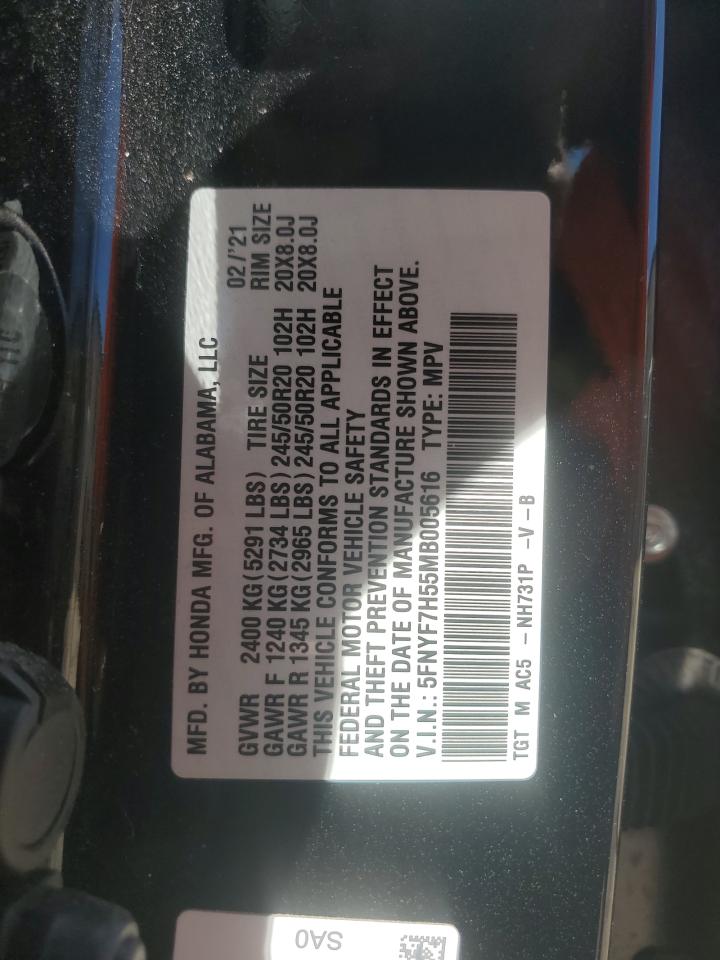 MFD. BY HONDA MFG. OF ALABAMA, LLC
02/'21
GVWR 2400 KG(5291 LBS) TIRE SIZE RIM SIZE
GAWR F 1240 KG(2734 LBS) 245/50R20 102H 20X8.0J
GAWR R 1345 KG(2965 LBS) 245/50R20 102H 20X8.0J
THIS VEHICLE CONFORMS TO ALL APPLICABLE
FEDERAL MOTOR VEHICLE SAFETY
AND THEFT PREVENTION STANDARDS IN EFFECT
ON THE DATE OF MANUFACTURE SHOWN ABOVE.
V.I.N.: 5FNYF7H55MB005616 TYPE: MPV
TGT M AC5 -NH731P -V -B
SA0